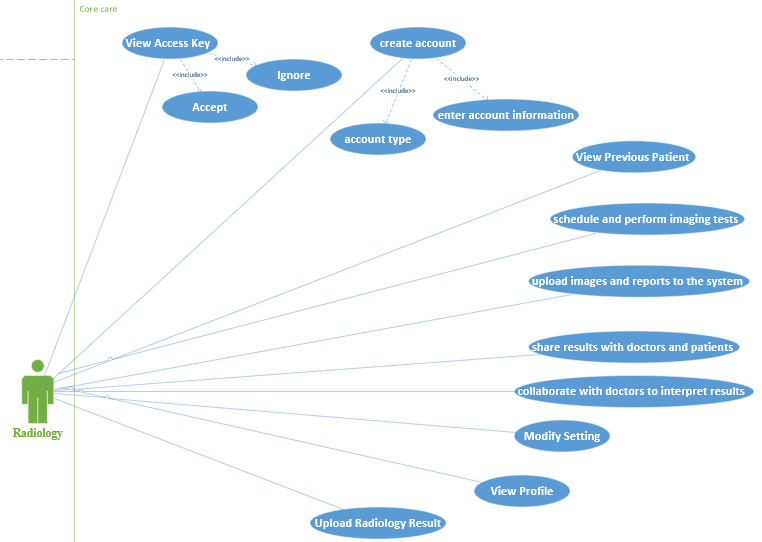 Core care
View Access Key
create account
<<include>>
<<include>>
Ignore
<<include>>
<<include>>
Accept
enter account information
account type
View Previous Patient
schedule and perform imaging tests
upload images and reports to the system
share results with doctors and patients
collaborate with doctors to interpret results
Radiology
Modify Setting
View Profile
Upload Radiology Result